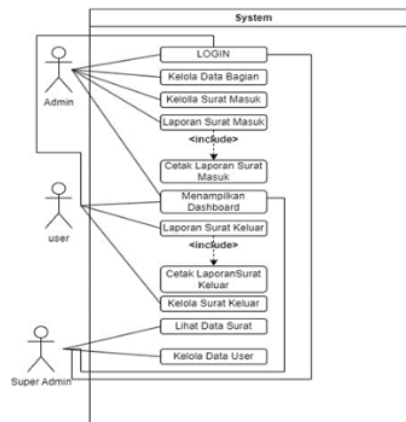 System
LOGIN
Kelola Data Bagian
Admin
Kelolla Surat Masuk
Laporan Surat Masuk
<include>
Cetak Laporan Surat
Masuk
Menampilkan
Dashboard
user
Laporan Surat Keluar
<include>
Cetak LaporanSurat
Keluar
Kelola Surat Keluar
Lihat Data Surat
Kelola Data User
Super Admin